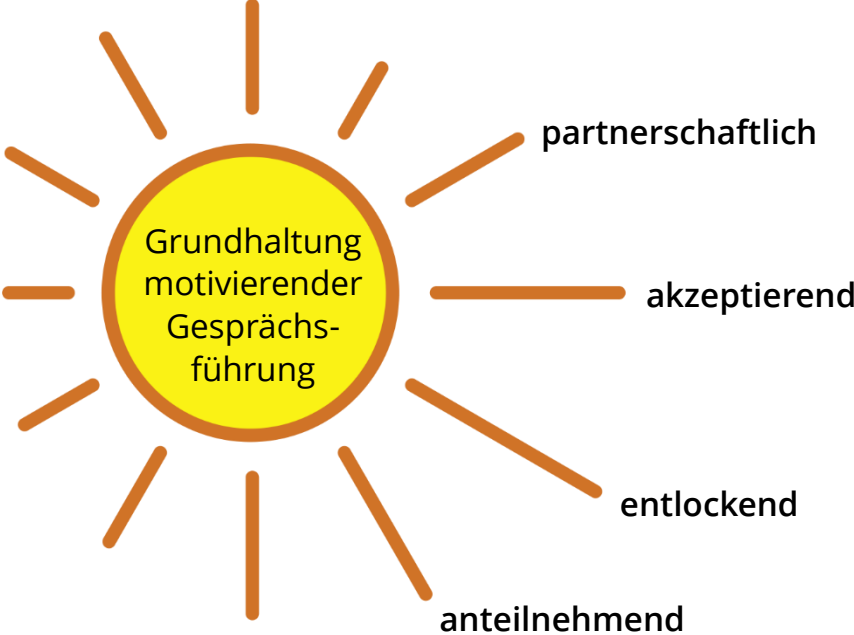 Grundhaltung
motivierender
Gesprächs-
führung
partnerschaftlich
akzeptierend
entlockend
anteilnehmend